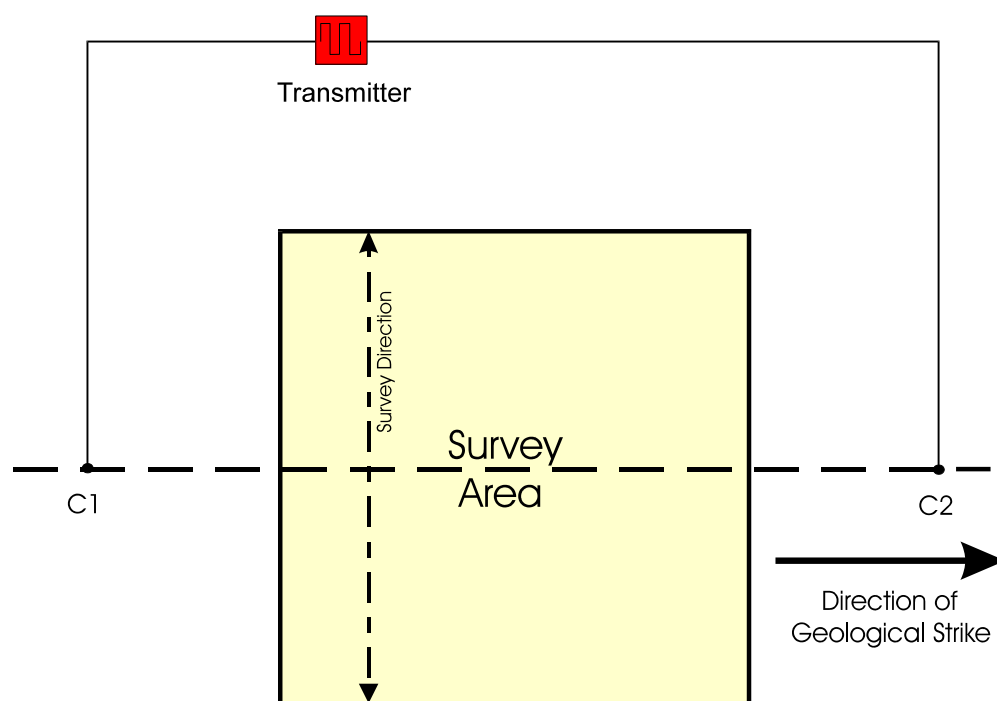 Transmitter
Survey Direction
Survey
Area
C1
C2
Direction of
Geological Strike